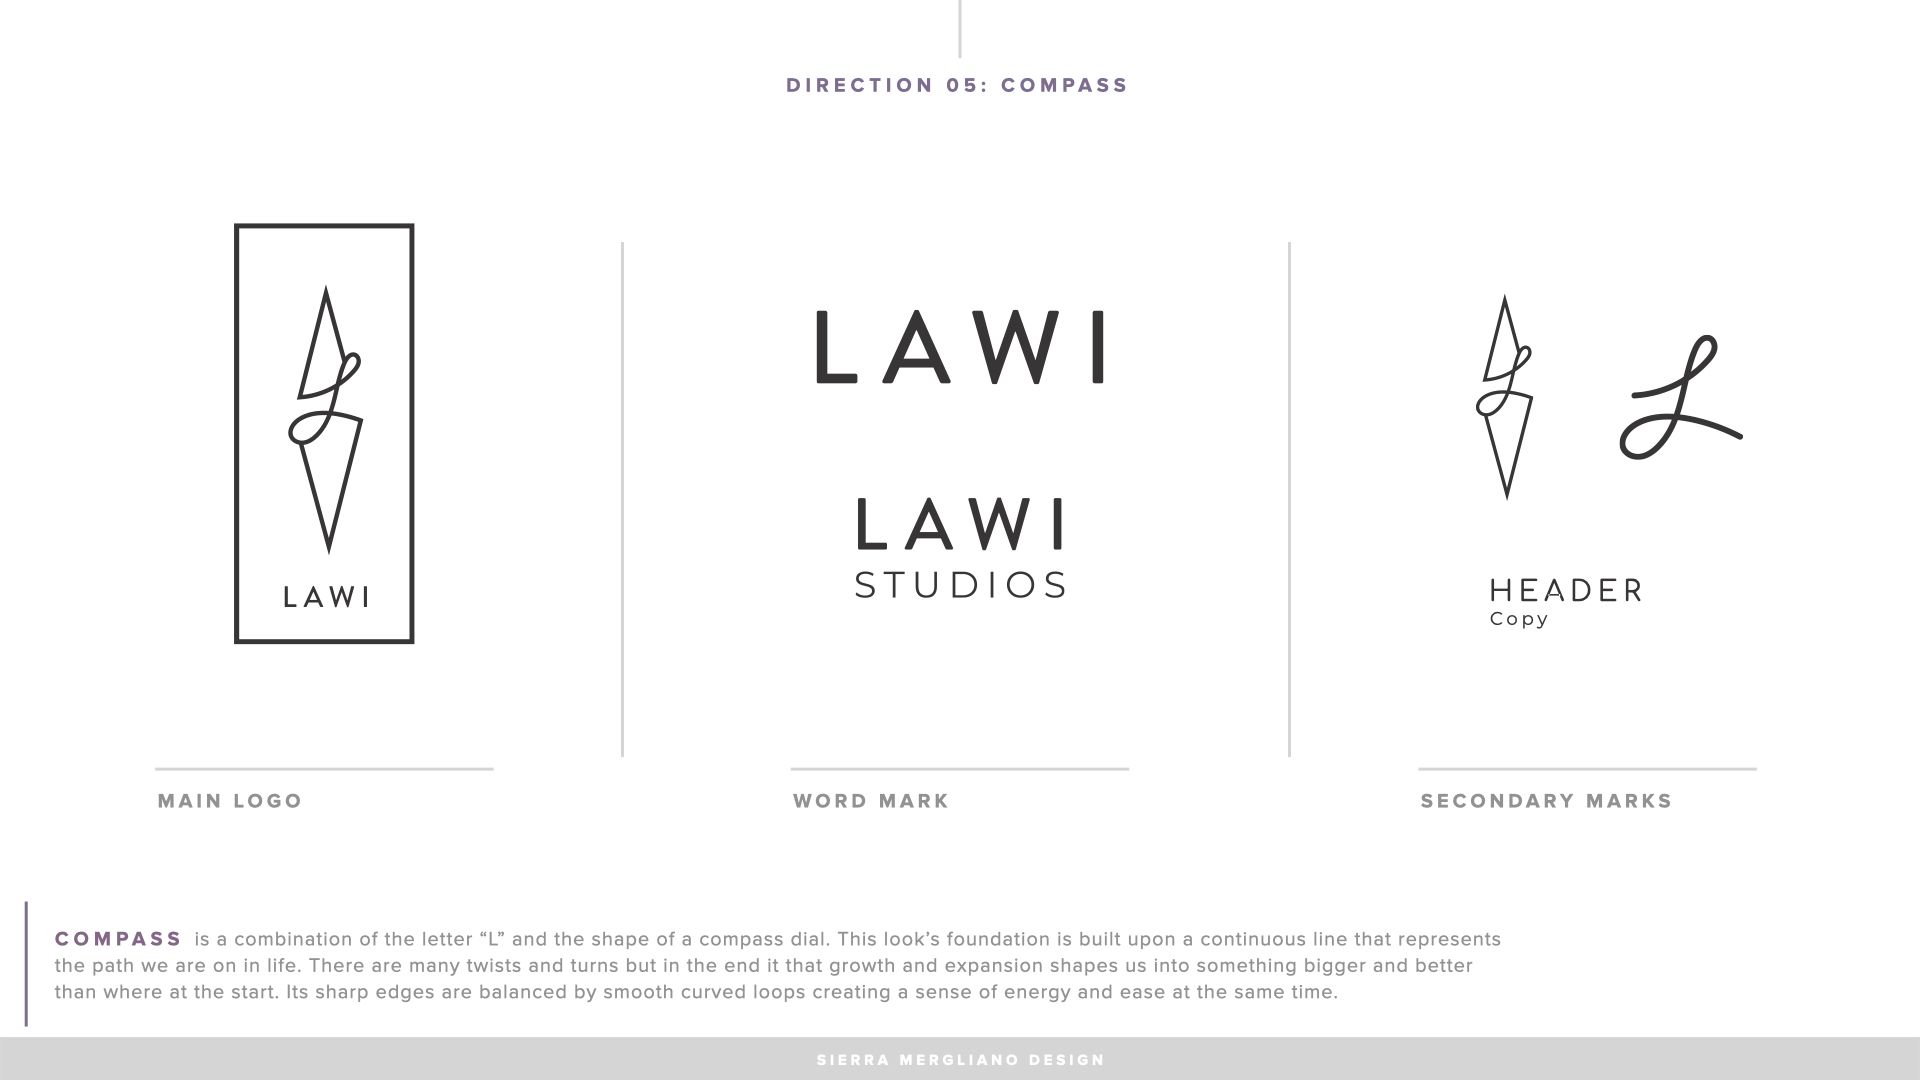 DIRECTION 05: COMPASS
LAWI
LAWI
LAWI
STUDIOS
L
HEADER
Copy
MAIN LOGO
WORD MARK
SECONDARY MARKS
COMPASS is a combination of the letter “L” and the shape of a compass dial. This look’s foundation is built upon a continuous line that represents
the path we are on in life. There are many twists and turns but in the end it that growth and expansion shapes us into something bigger and better
than where at the start. Its sharp edges are balanced by smooth curved loops creating a sense of energy and ease at the same time.
SIERRA MERGLIANO DESIGN